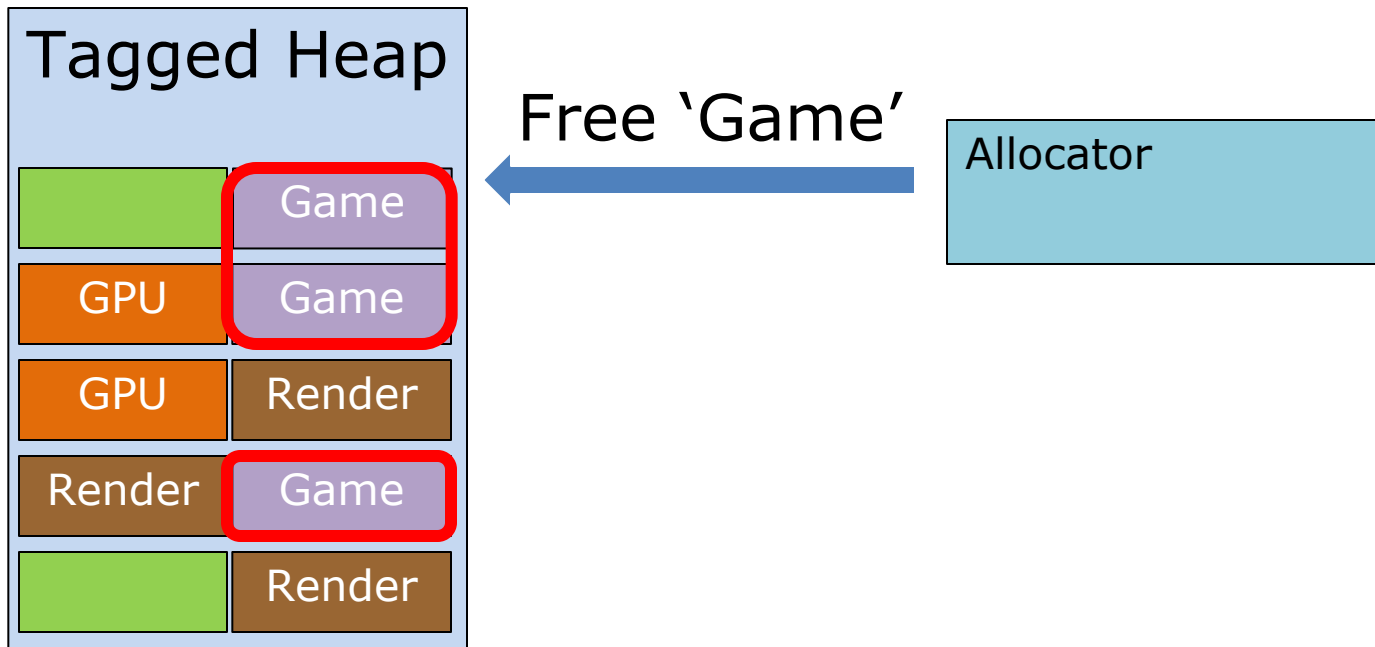 Tagged Heap
Free ‘Game’
Allocator
Game
GPU Game
GPU Render
Render Game
Render